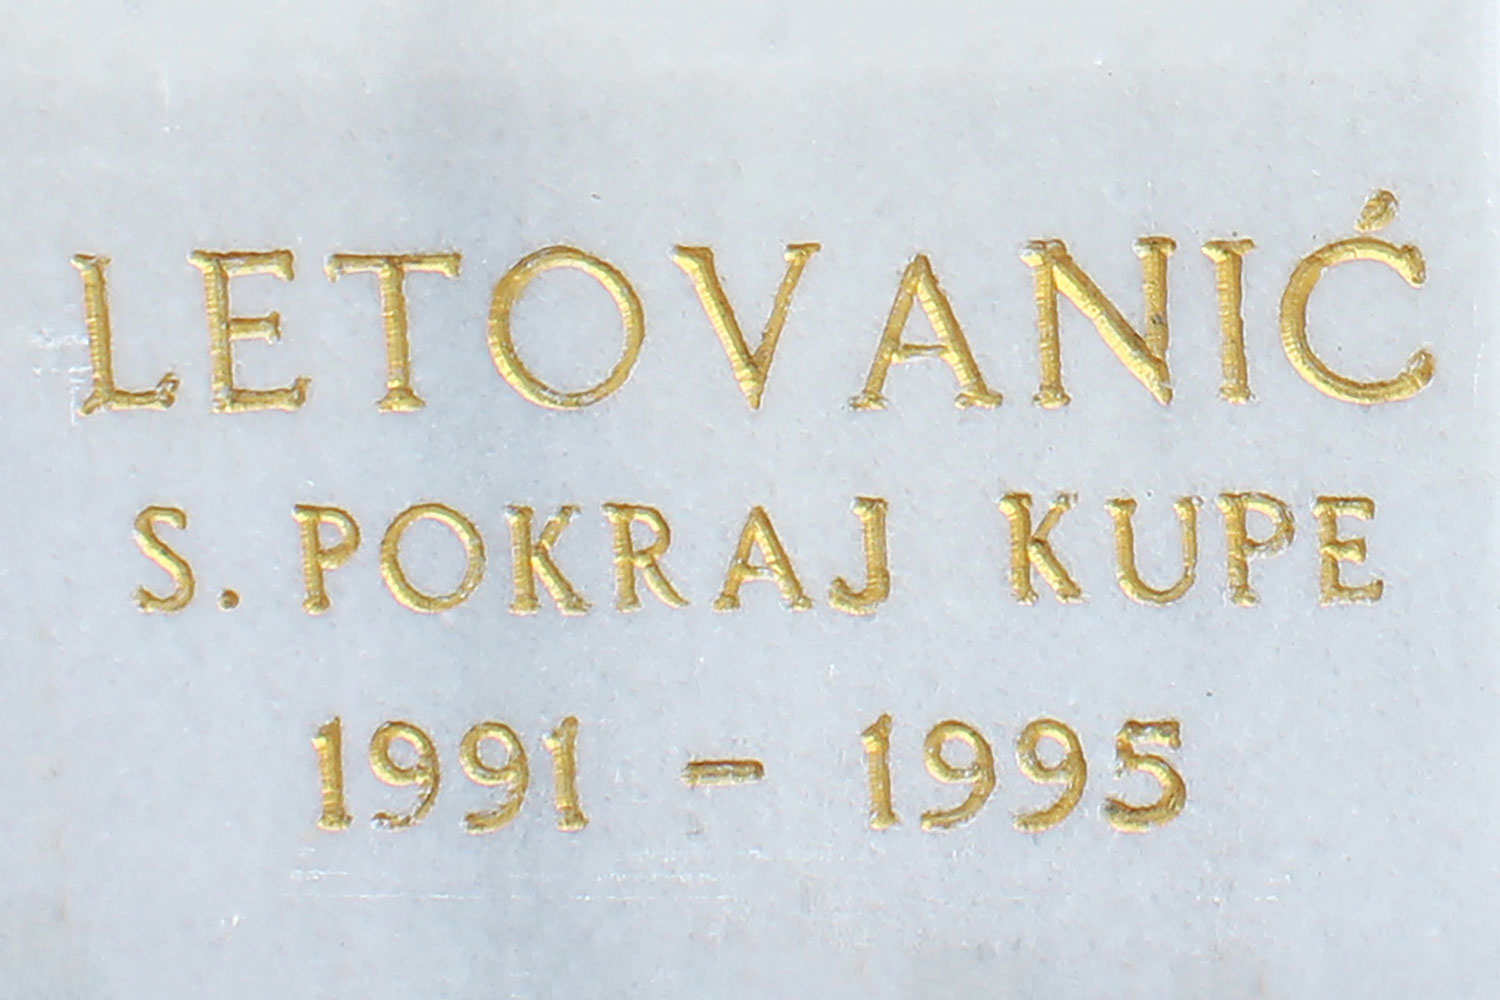 LETOVANIĆ
S. POKRAJ KUPE
1991 - 1995